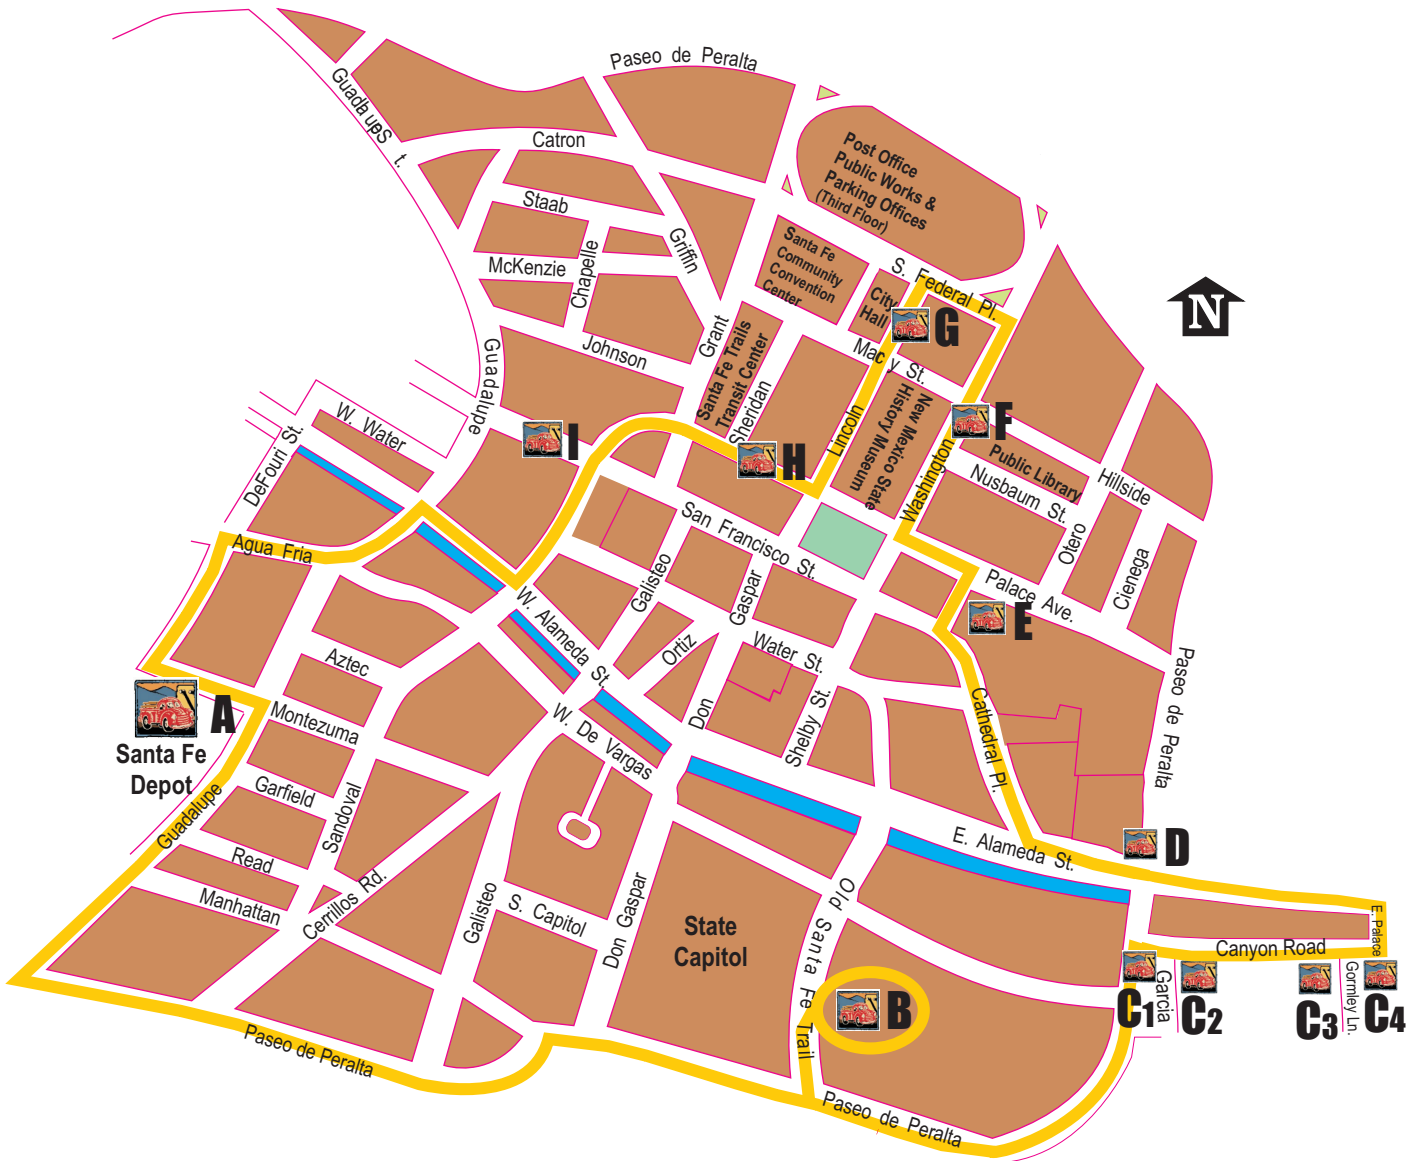 Paseo de Peralta
Guadalupe St.
Catron
Post Office
Public Works &
Parking Offices
(Third Floor)
Staab
Griffin
Santa Fe
Community
Convention
Center
S. Federal Pl.
McKenzie
Chapelle
City
Hall
G
N
Grant
Johnson
Guadalupe
Santa Fe Trails
Transit Center
Sheridan
Macy St.
Lincoln
New Mexico State
History Museum
W. Water
DeFouri St.
I
H
F
Washington
Public Library
Nusbaum St.
Hillside
Otero
Cienega
San Francisco St.
Agua Fria
Galisteo
Gaspar
Palace Ave.
E
W. Alameda St.
Ortiz
Water St.
Aztec
Paseo de Peralta
A
Santa Fe
Depot
Montezuma
Don
Shelby St.
Cathedral Pl.
W. De Vargas
Garfield
Sandoval
Guadalupe
E. Alameda St.
D
Read
Manhattan
Cerrillos Rd.
Galisteo
S. Capitol
Don Gaspar
State
Capitol
Old Santa Fe Trail
E. Palace
Canyon Road
B
C1
Garcia
C2
C3
Gormley Ln.
C4
Paseo de Peralta
Paseo de Peralta